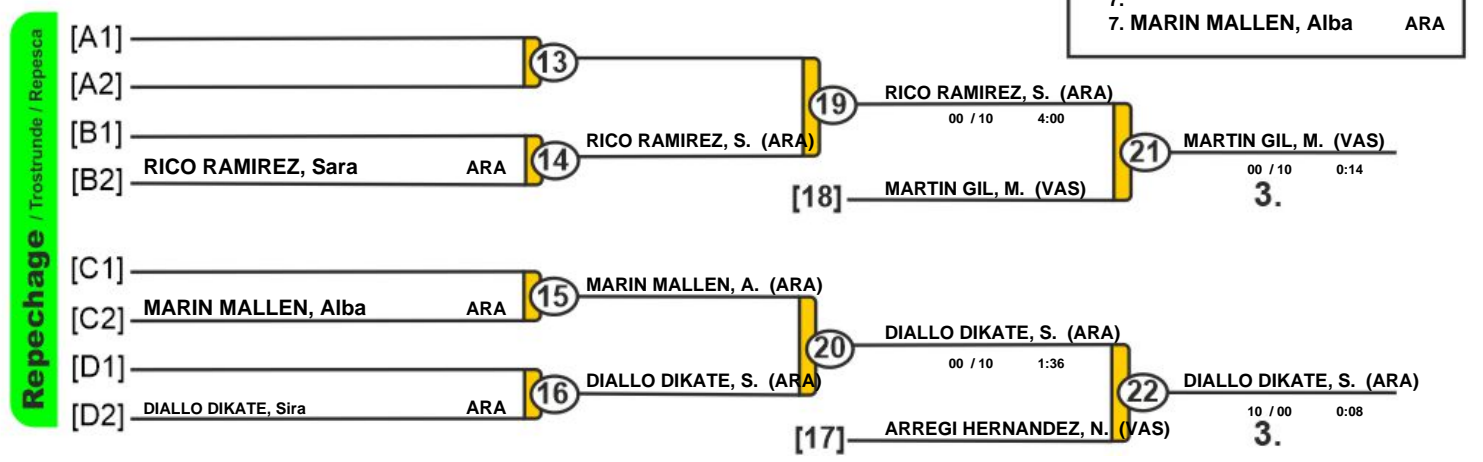 7.
7. MARIN MALLEN, Alba ARA
Repechage / Trostrunde / Repesca
[A1]
13
[A2]
19
RICO RAMIREZ, S. (ARA)
00 / 10 4:00
[B1]
RICO RAMIREZ, S. (ARA)
14
RICO RAMIREZ, Sara ARA
[B2]
21
MARTIN GIL, M. (VAS)
00 / 10 0:14
3.
[18]
MARTIN GIL, M. (VAS)
[C1]
15
MARIN MALLEN, A. (ARA)
MARIN MALLEN, Alba ARA
[C2]
20
DIALLO DIKATE, S. (ARA)
00 / 10 1:36
[D1]
16
DIALLO DIKATE, S. (ARA)
[D2]
DIALLO DIKATE, Sira ARA
22
DIALLO DIKATE, S. (ARA)
10 / 00 0:08
3.
[17]
ARREGI HERNANDEZ, N. (VAS)